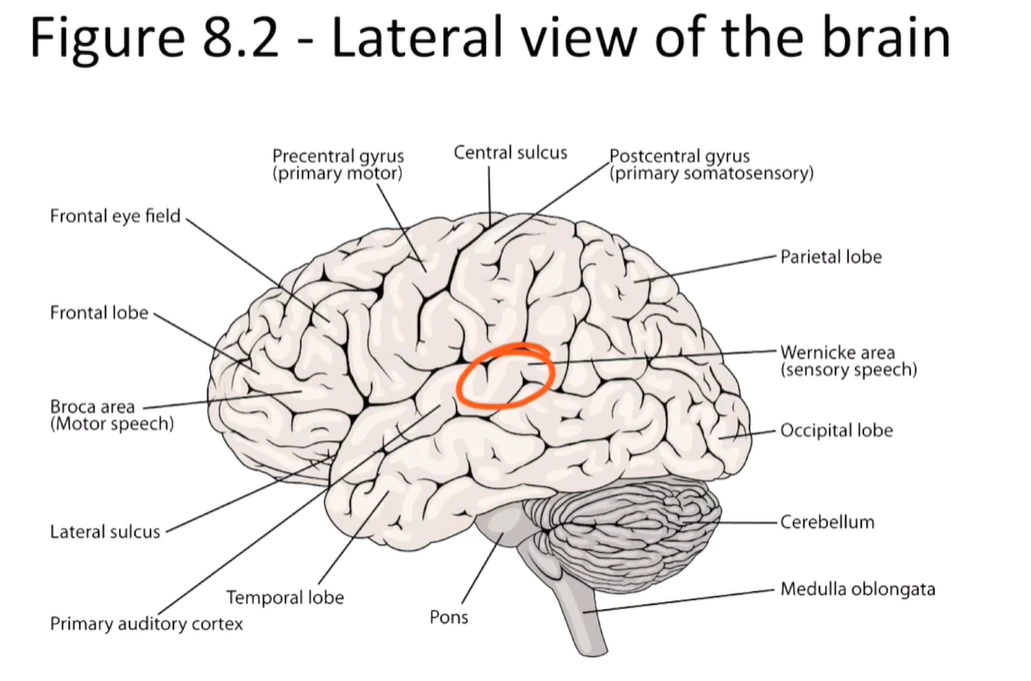 Figure 8.2 - Lateral view of the brain
Precentral gyrus
(primary motor)
Central sulcus
Postcentral gyrus
(primary somatosensory)
Frontal eye field
Parietal lobe
Frontal lobe
Wernicke area
(sensory speech)
Broca area
(Motor speech)
Occipital lobe
Lateral sulcus
Cerebellum
Temporal lobe
Medulla oblongata
Primary auditory cortex
Pons